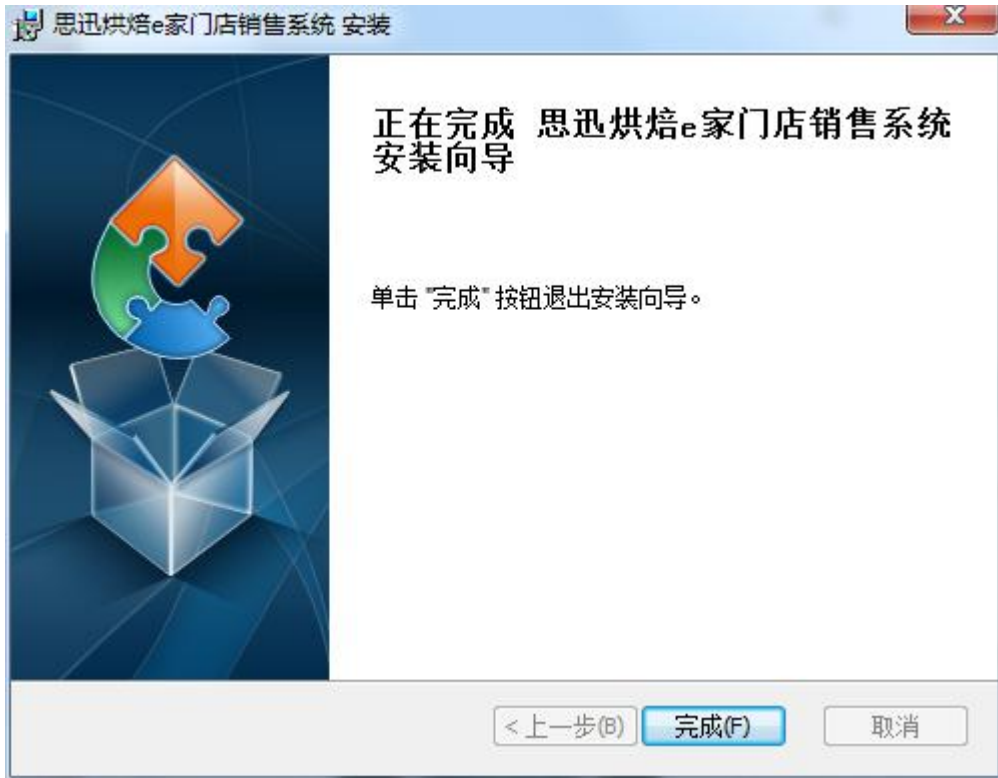 思迅烘焙e家门店销售系统 安装
正在完成 思迅烘焙e家门店销售系统
安装向导
单击 "完成" 按钮退出安装向导。
< 上一步(B)
完成(F)
取消